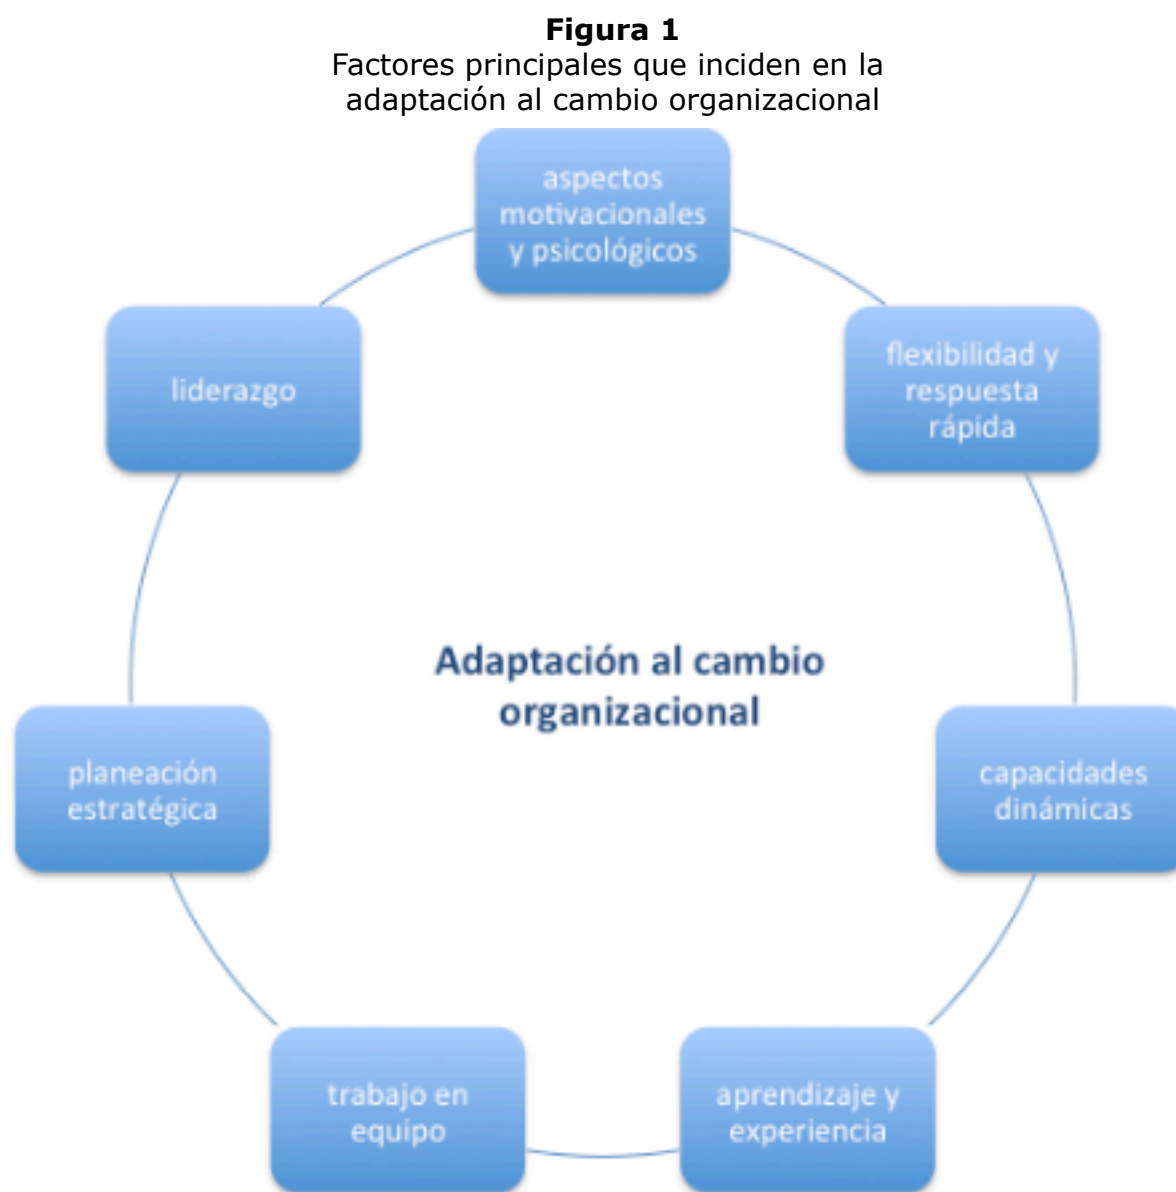 Figura 1
Factores principales que inciden en la
adaptación al cambio organizacional
aspectos
motivacionales
y psicológicos
flexibilidad y
respuesta
rápida
capacidades
dinámicas
aprendizaje y
experiencia
trabajo en
equipo
planeación
estratégica
liderazgo
Adaptación al cambio
organizacional